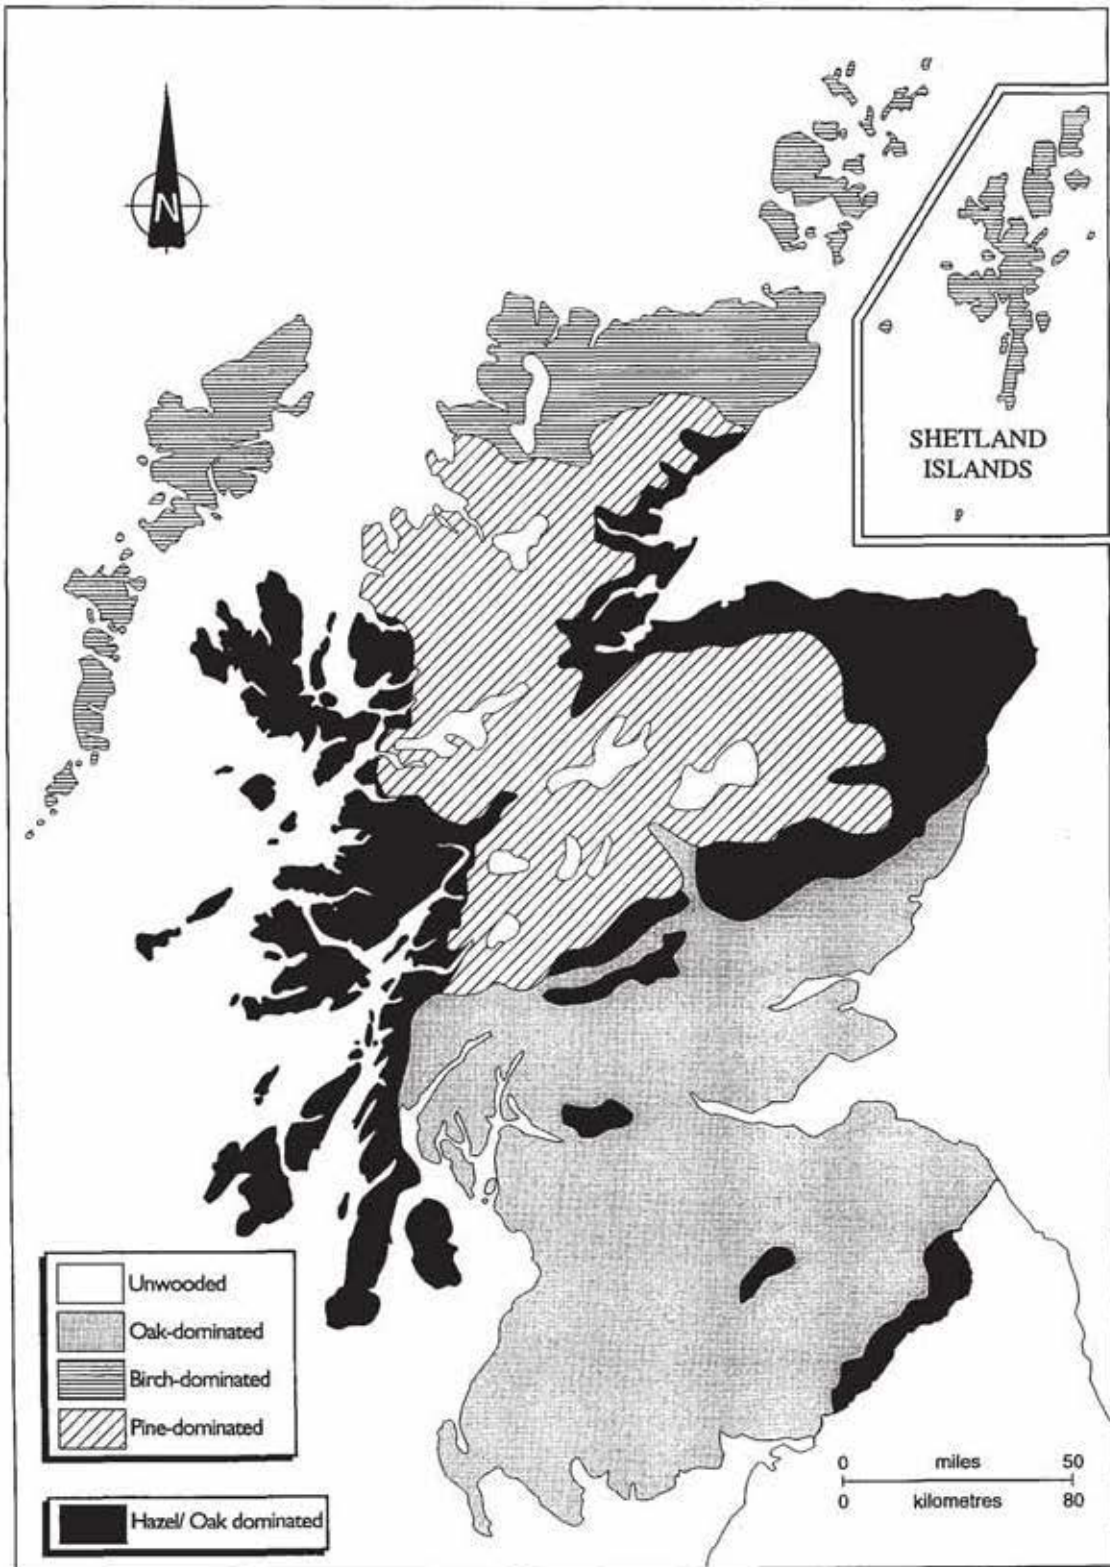 N
SHETLAND
ISLANDS
Unwooded
Oak-dominated
Birch-dominated
Pine-dominated
Hazel/ Oak dominated
0 miles 50
0 kilometres 80